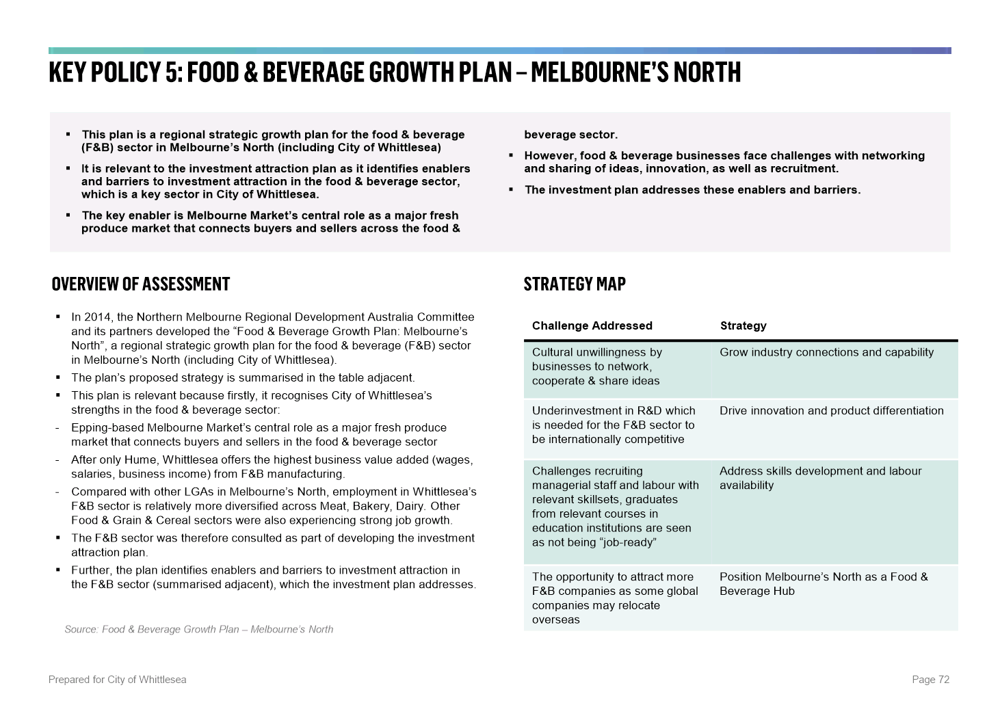 KEY POLICY 5: FOOD & BEVERAGE GROWTH PLAN – MELBOURNE’S NORTH
▪ This plan is a regional strategic growth plan for the food & beverage
(F&B) sector in Melbourne’s North (including City of Whittlesea)
▪ It is relevant to the investment attraction plan as it identifies enablers
and barriers to investment attraction in the food & beverage sector,
which is a key sector in City of Whittlesea.
▪ The key enabler is Melbourne Market’s central role as a major fresh
produce market that connects buyers and sellers across the food &
beverage sector.
▪ However, food & beverage businesses face challenges with networking
and sharing of ideas, innovation, as well as recruitment.
▪ The investment plan addresses these enablers and barriers.
OVERVIEW OF ASSESSMENT
▪ In 2014, the Northern Melbourne Regional Development Australia Committee
and its partners developed the “Food & Beverage Growth Plan: Melbourne’s
North”, a regional strategic growth plan for the food & beverage (F&B) sector
in Melbourne’s North (including City of Whittlesea).
▪ The plan’s proposed strategy is summarised in the table adjacent.
▪ This plan is relevant because firstly, it recognises City of Whittlesea’s
strengths in the food & beverage sector:
- Epping-based Melbourne Market’s central role as a major fresh produce
market that connects buyers and sellers in the food & beverage sector
- After only Hume, Whittlesea offers the highest business value added (wages,
salaries, business income) from F&B manufacturing.
- Compared with other LGAs in Melbourne’s North, employment in Whittlesea’s
F&B sector is relatively more diversified across Meat, Bakery, Dairy. Other
Food & Grain & Cereal sectors were also experiencing strong job growth.
▪ The F&B sector was therefore consulted as part of developing the investment
attraction plan.
▪ Further, the plan identifies enablers and barriers to investment attraction in
the F&B sector (summarised adjacent), which the investment plan addresses.
Source: Food & Beverage Growth Plan – Melbourne’s North
STRATEGY MAP
Challenge Addressed Strategy
Cultural unwillingness by Grow industry connections and capability
businesses to network,
cooperate & share ideas
Underinvestment in R&D which Drive innovation and product differentiation
is needed for the F&B sector to
be internationally competitive
Challenges recruiting Address skills development and labour
managerial staff and labour with availability
relevant skillsets, graduates
from relevant courses in
education institutions are seen
as not being “job-ready”
The opportunity to attract more Position Melbourne’s North as a Food &
F&B companies as some global Beverage Hub
companies may relocate
overseas
Prepared for City of Whittlesea Page 72